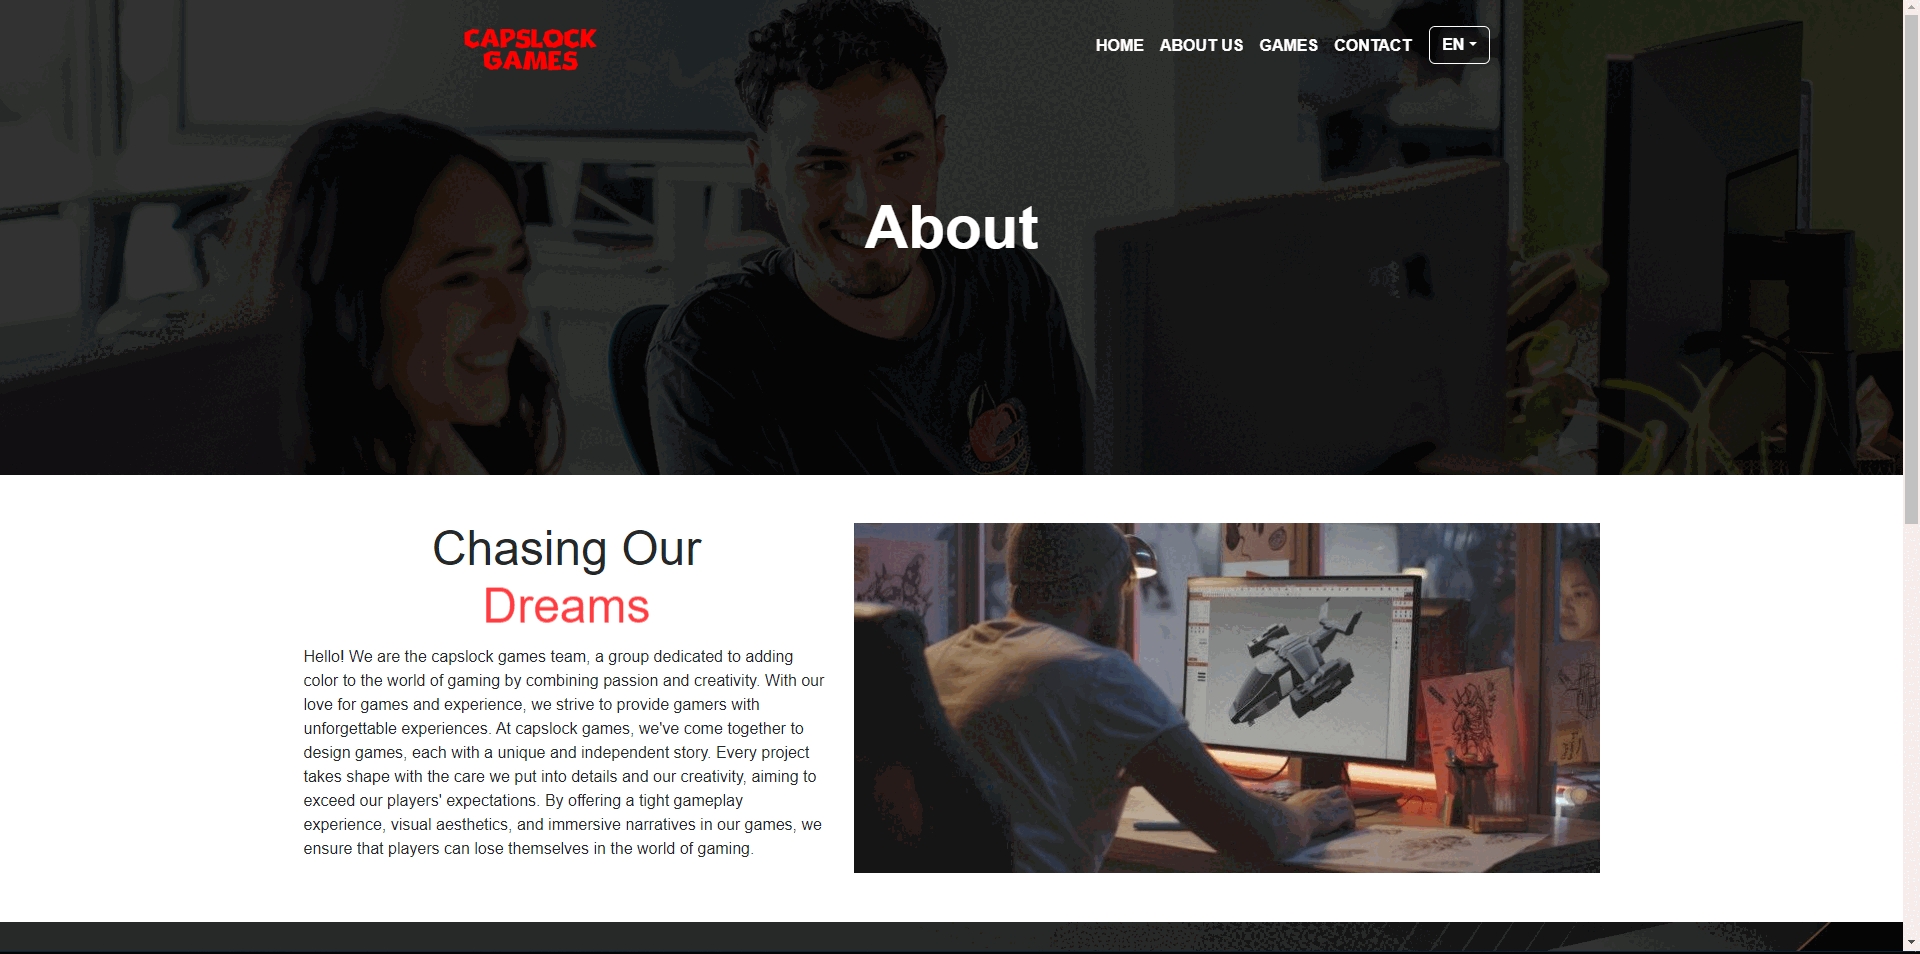 CAPSLOCK
GAMES
HOME ABOUT US GAMES CONTACT EN
About
Chasing Our
Dreams
Hello! We are the capslock games team, a group dedicated to adding
color to the world of gaming by combining passion and creativity. With our
love for games and experience, we strive to provide gamers with
unforgettable experiences. At capslock games, we've come together to
design games, each with a unique and independent story. Every project
takes shape with the care we put into details and our creativity, aiming to
exceed our players' expectations. By offering a tight gameplay
experience, visual aesthetics, and immersive narratives in our games, we
ensure that players can lose themselves in the world of gaming.